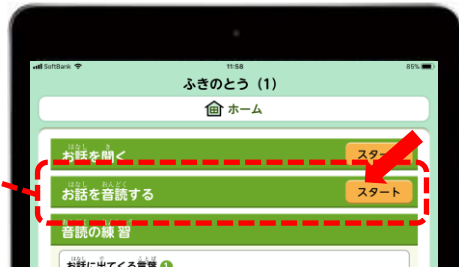 SoftBank 11:58 85%
ふきのとう（1）
ホーム
お話を聞く スタート
お話を音読する スタート
音読の練習
お話に出てくる言葉 1